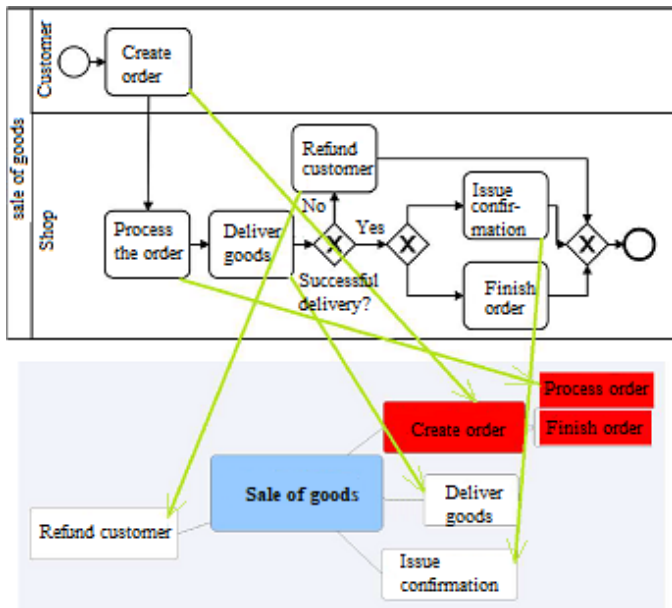 sale of goods
Customer
Create
order
Shop
Refund
customer
No
Issue
confir-
mation
Process
the order
Deliver
goods
X
Yes
X
X
Successful
delivery?
Finish
order
Process order
Create order
Finish order
Sale of goods
Deliver
goods
Refund customer
Issue
confirmation